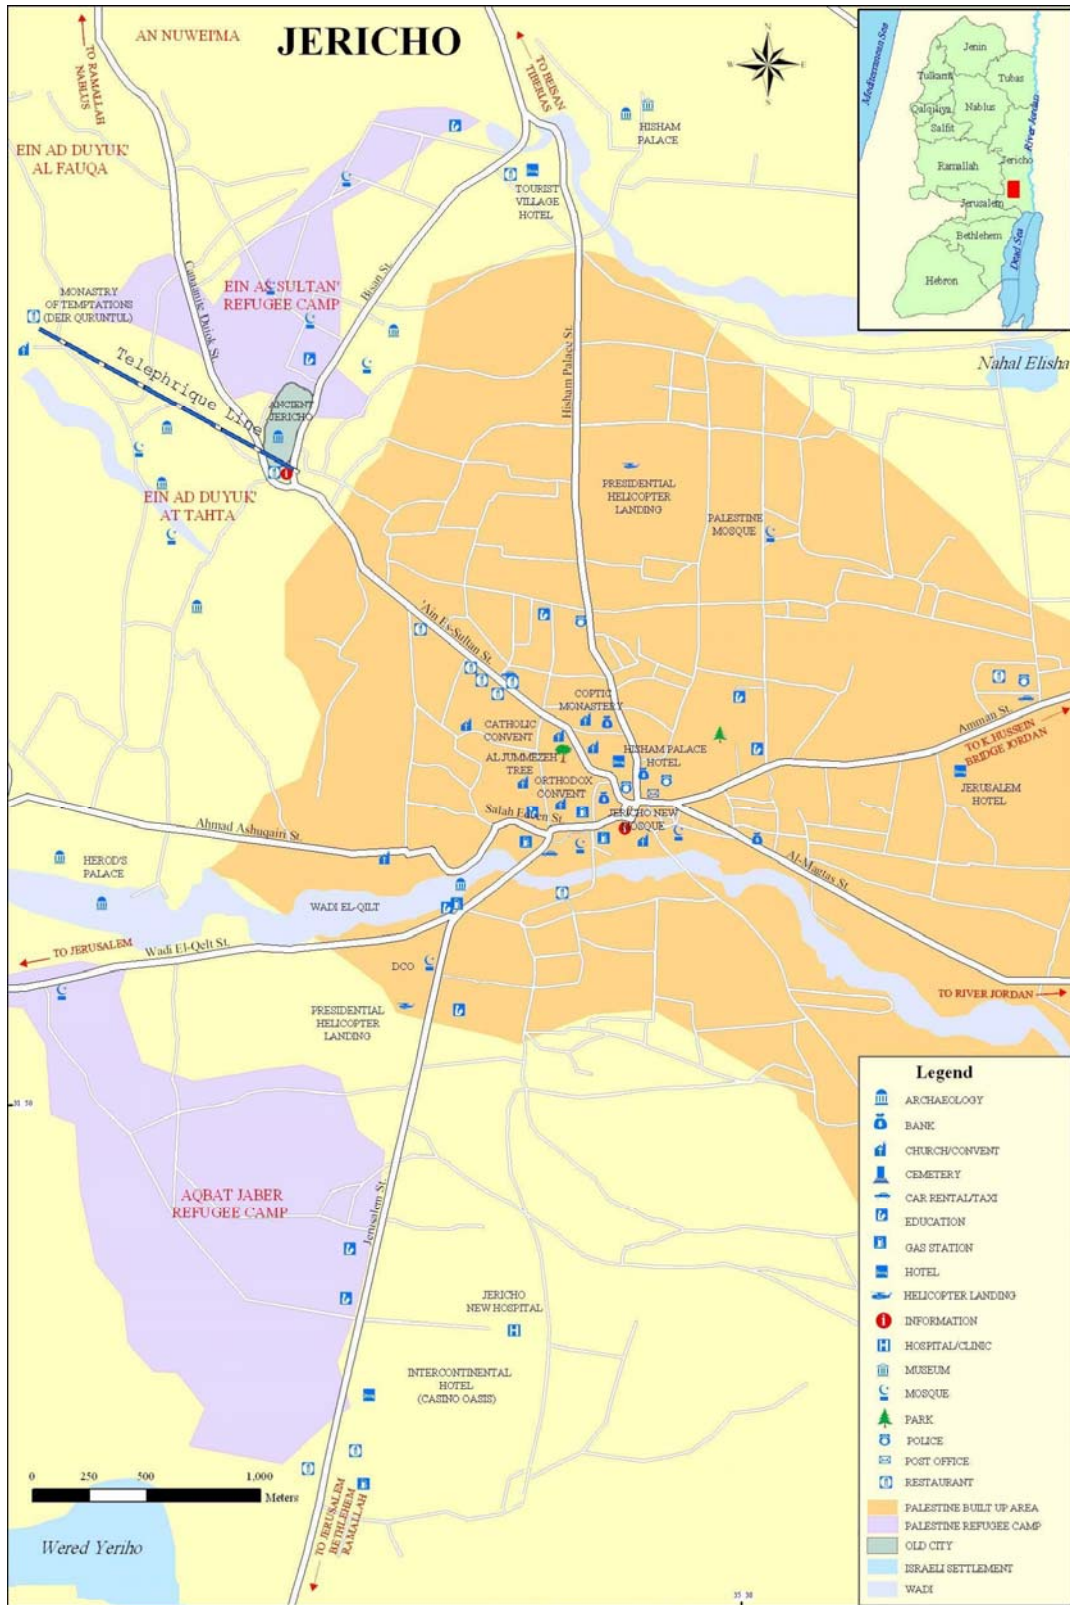 JERICHO
AN NUWEI'MA
TO RAMALLAH
NABLUS
TO BEISAN
TIBERIAS
HISHAM
PALACE
EIN AD DUYUK'
AL FAUQA
TOURIST
VILLAGE
HOTEL
Mediterranean Sea
Jenin
Tulkarm
Tubas
Qalqiliya
Nablus
Salfit
River Jordan
Ramallah
Jericho
Jerusalem
Bethlehem
Dead Sea
Hebron
Canaanite Duiok St.
Bisan St.
EIN AS'SULTAN'
REFUGEE CAMP
MONASTRY
OF TEMPTATIONS
(DEIR QURUNTUL)
Telephrique Line
ANCIENT
JERICHO
Hisham Palace St.
Nahal Elisha
EIN AD DUYUK'
AT TAHTA
PRESIDENTIAL
HELICOPTER
LANDING
PALESTINE
MOSQUE
'Ain Es-Sultan St.
COPTIC
MONASTERY
CATHOLIC
CONVENT
AL JUMMEZEH
TREE
HISHAM PALACE
HOTEL
ORTHODOX
CONVENT
Amman St.
TO K.HUSSEIN
BRIDGE JORDAN
JERUSALEM
HOTEL
JERICHO NEW
MOSQUE
Ahmad Ashuqairi St.
Al-Magtas St.
HEROD'S
PALACE
WADI EL-QILT
TO JERUSALEM
Wadi El-Qelt St.
DCO
TO RIVER JORDAN
PRESIDENTIAL
HELICOPTER
LANDING
31 50
AQBAT JABER
REFUGEE CAMP
Jerusalem St.
JERICHO
NEW HOSPITAL
INTERCONTINENTAL
HOTEL
(CASINO OASIS)
0 250 500 1,000
Meters
TO JERUSALEM
BETHLEHEM
RAMALLAH
Wered Yeriho
35 30
Legend
ARCHAEOLOGY
BANK
CHURCH/CONVENT
CEMETERY
CAR RENTAL/TAXI
EDUCATION
GAS STATION
HOTEL
HELICOPTER LANDING
INFORMATION
HOSPITAL/CLINIC
MUSEUM
MOSQUE
PARK
POLICE
POST OFFICE
RESTAURANT
PALESTINE BUILT UP AREA
PALESTINE REFUGEE CAMP
OLD CITY
ISRAELI SETTLEMENT
WADI